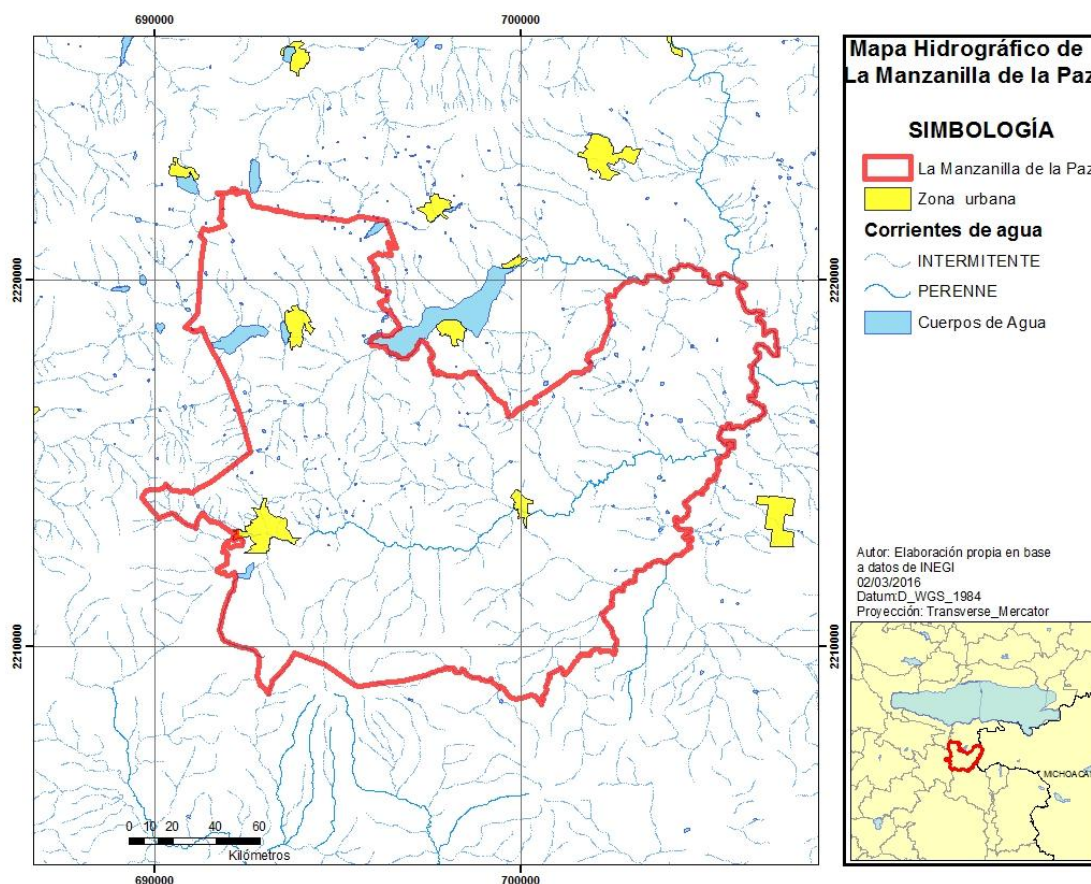 690000 700000
Mapa Hidrográfico de
La Manzanilla de la Paz
SIMBOLOGÍA
La Manzanilla de la Paz
Zona urbana
Corrientes de agua
INTERMITENTE
PERENNE
Cuerpos de Agua
2220000 2220000
2210000 2210000
Autor: Elaboración propia en base
a datos de INEGI
02/03/2016
Datum:D_WGS_1984
Proyección: Transverse_Mercator
MICHOACA
0 10 20 40 60
Kilómetros
690000 700000